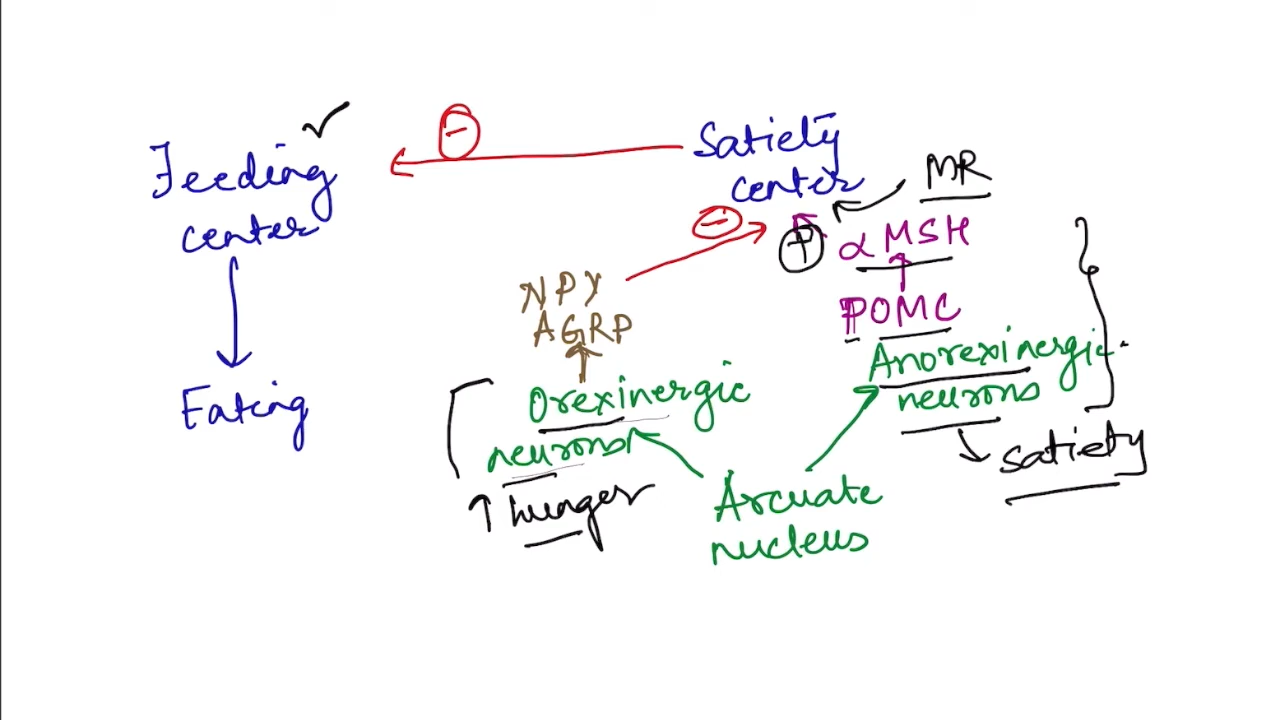 Feeding
center
Eating
−
Satiety
center
MR
−
+
α MSH
POMC
Anorexinergic
neurons
satiety
NPY
AGRP
Orexinergic
neurons
↑ hunger
Arcuate
nucleus